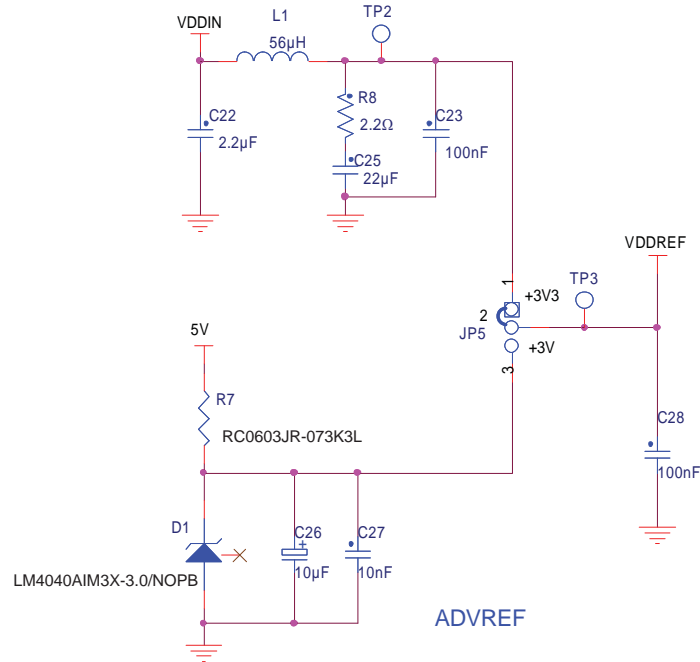 VDDIN
L1
56µH
TP2
C22
2.2µF
R8
2.2Ω
C25
22µF
C23
100nF
1
+3V3
2
JP5
+3V
3
TP3
VDDREF
C28
100nF
5V
R7
RC0603JR-073K3L
D1
LM4040AIM3X-3.0/NOPB
C26
+
10µF
C27
10nF
ADVREF